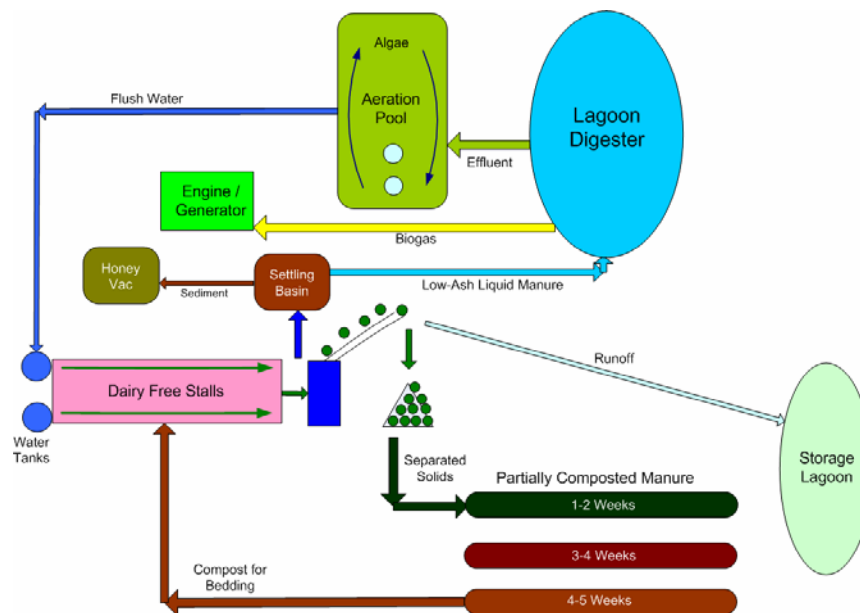 Algae
Flush Water
Aeration
Pool
Lagoon
Digester
Effluent
Engine /
Generator
Biogas
Honey
Vac
Sediment
Settling
Basin
Low-Ash Liquid Manure
Runoff
Dairy Free Stalls
Water
Tanks
Separated
Solids
Partially Composted Manure
Storage
Lagoon
1-2 Weeks
3-4 Weeks
Compost for
Bedding
4-5 Weeks